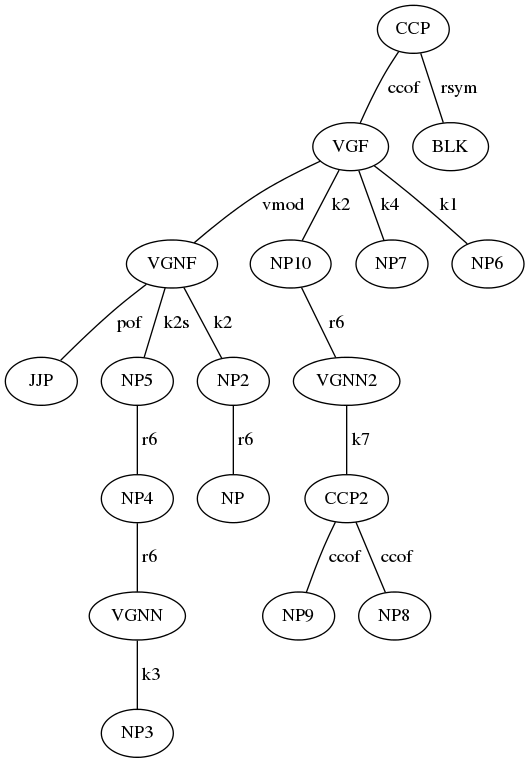 CCP
ccof rsym
VGF BLK
vmod k2 k4 k1
VGNF NP10 NP7 NP6
pof k2s k2 r6
JJP NP5 NP2 VGNN2
r6 r6 k7
NP4 NP CCP2
r6 ccof ccof
VGNN NP9 NP8
k3
NP3